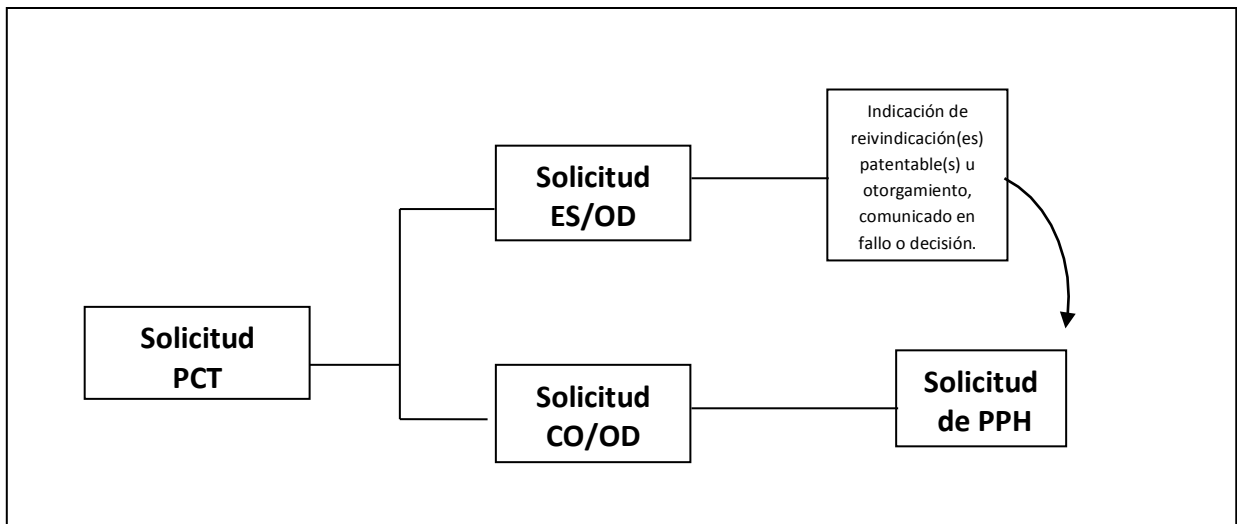 Solicitud
PCT
Solicitud
ES/OD
Indicación de
reivindicación(es)
patentable(s) u
otorgamiento,
comunicado en
fallo o decisión.
Solicitud
CO/OD
Solicitud
de PPH